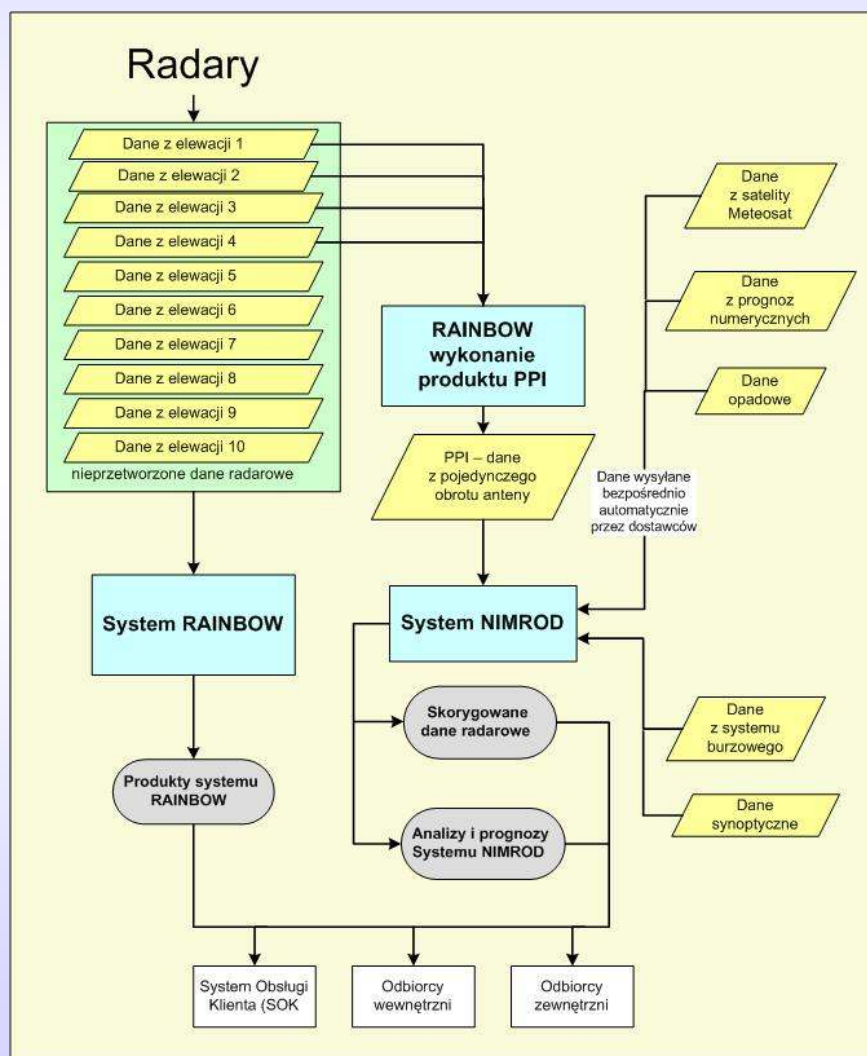 Radary
Dane z elewacji 1
Dane z elewacji 2
Dane z elewacji 3
Dane z elewacji 4
Dane z elewacji 5
Dane z elewacji 6
Dane z elewacji 7
Dane z elewacji 8
Dane z elewacji 9
Dane z elewacji 10
nieprzetworzone dane radarowe
RAINBOW
wykonanie
produktu PPI
PPI – dane
z pojedynczego
obrotu anteny
Dane
z satelity
Meteosat
Dane
z prognoz
numerycznych
Dane
opadowe
Dane wysyłane
bezpośrednio
automatycznie
przez dostawców
System RAINBOW
System NIMROD
Skorygowane
dane radarowe
Dane
z systemu
burzowego
Produkty systemu
RAINBOW
Analizy i prognozy
Systemu NIMROD
Dane
synoptyczne
System Obsługi
Klienta (SOK
Odbiorcy
wewnętrzni
Odbiorcy
zewnętrzni